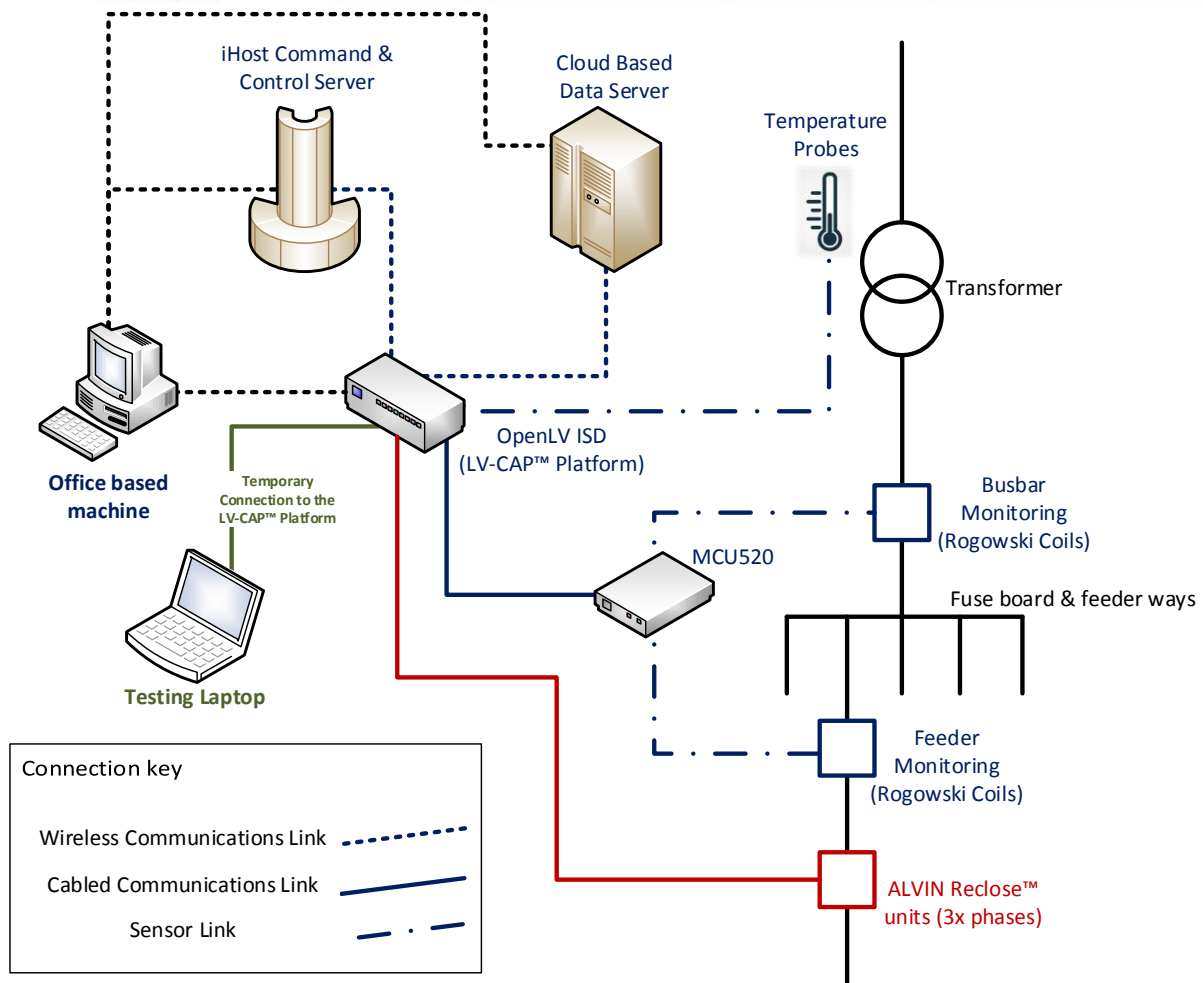 iHost Command &
Control Server
Cloud Based
Data Server
Temperature
Probes
Transformer
OpenLV ISD
(LV-CAP™ Platform)
Office based
machine
Temporary
Connection to the
LV-CAP™ Platform
Busbar
Monitoring
(Rogowski Coils)
MCU520
Fuse board & feeder ways
Testing Laptop
Feeder
Monitoring
(Rogowski Coils)
Connection key
Wireless Communications Link
Cabled Communications Link
Sensor Link
ALVIN Reclose™
units (3x phases)